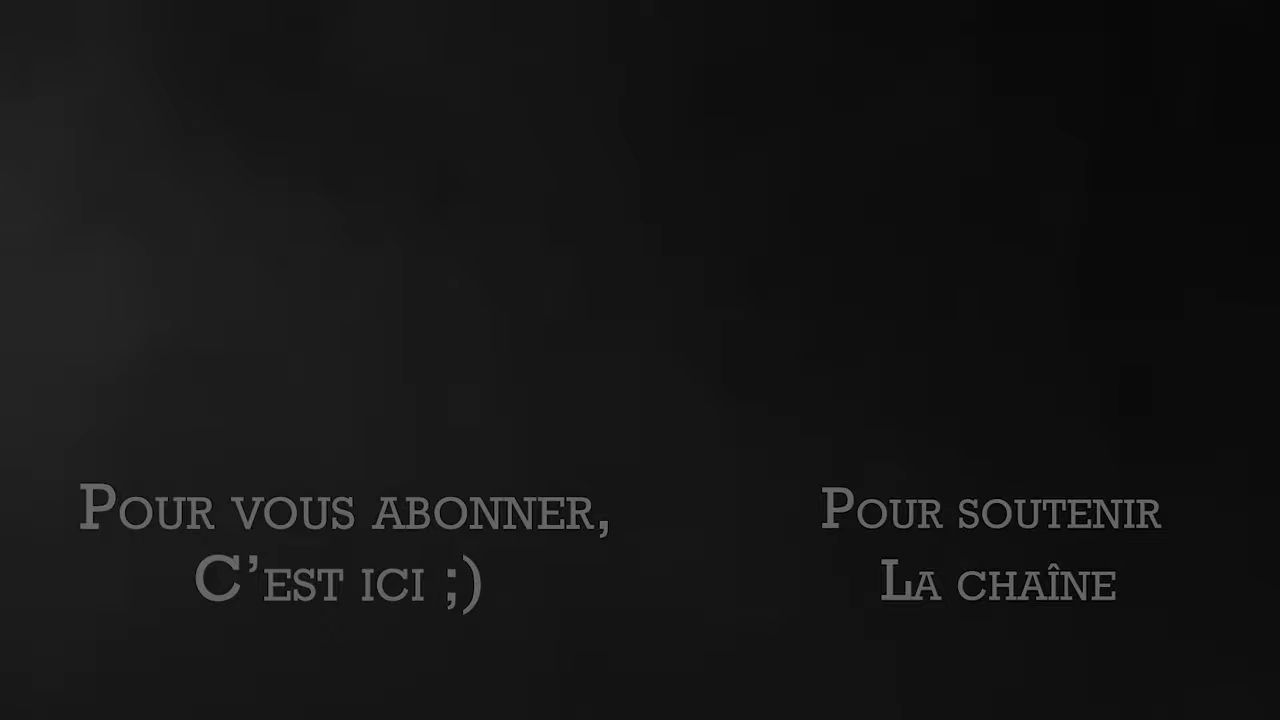 Pour vous abonner,
C'est ici ;)
Pour soutenir
La chaîne